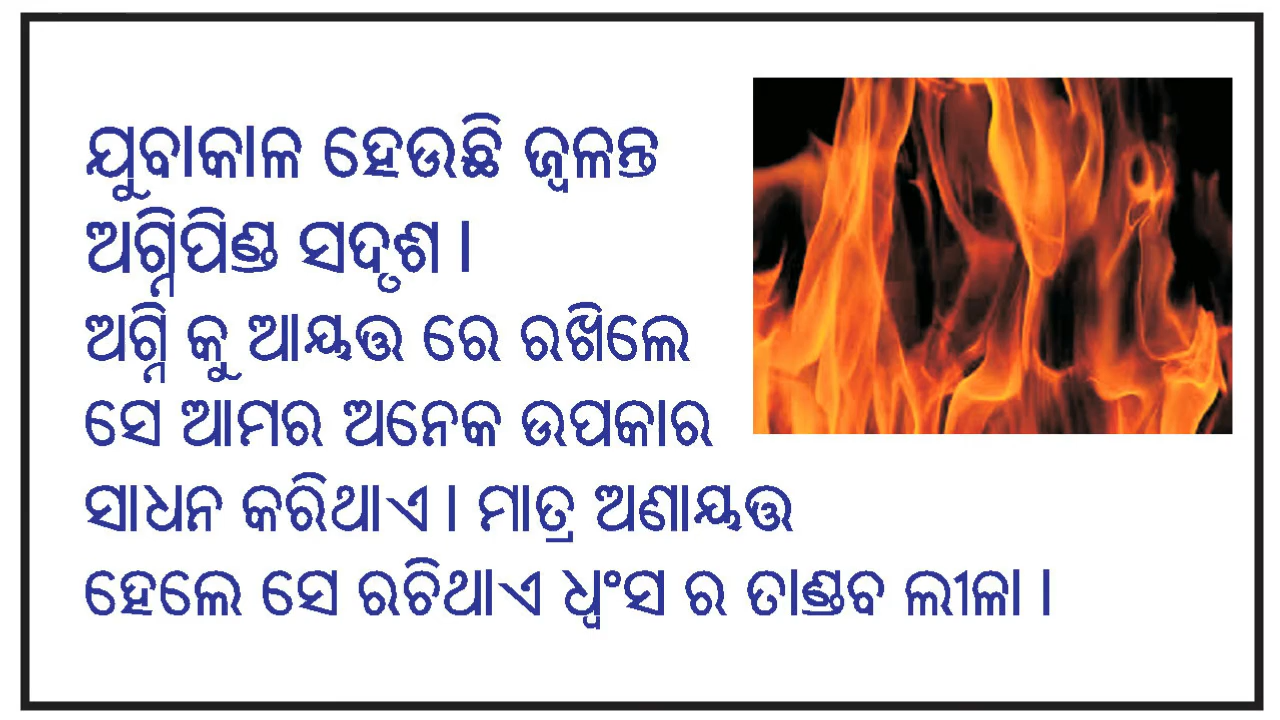 ଯୁବାକାଳ ହେଉଛି ଜ୍ୱଳନ୍ତ
ଅଗ୍ନିପିଣ୍ଡ ସଦୃଶ ।
ଅଗ୍ନି କୁ ଆୟତ୍ତ ରେ ରଖିଲେ
ସେ ଆମର ଅନେକ ଉପକାର
ସାଧନ କରିଥାଏ । ମାତ୍ର ଅଣାୟତ୍ତ
ହେଲେ ସେ ରଚିଥାଏ ଧ୍ୱଂସ ର ତାଣ୍ଡବ ଲୀଳା ।